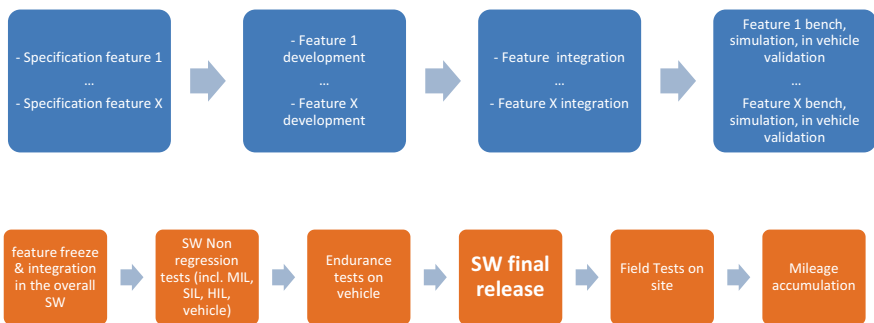 - Specification feature 1
...
- Specification feature X
- Feature 1
development
...
- Feature X
development
- Feature integration
...
- Feature X integration
Feature 1 bench,
simulation, in vehicle
validation
...
Feature X bench,
simulation, in vehicle
validation
feature freeze
& integration
in the overall
SW
SW Non
regression
tests (incl. MIL,
SIL, HIL,
vehicle)
Endurance
tests on
vehicle
SW final
release
Field Tests on
site
Mileage
accumulation